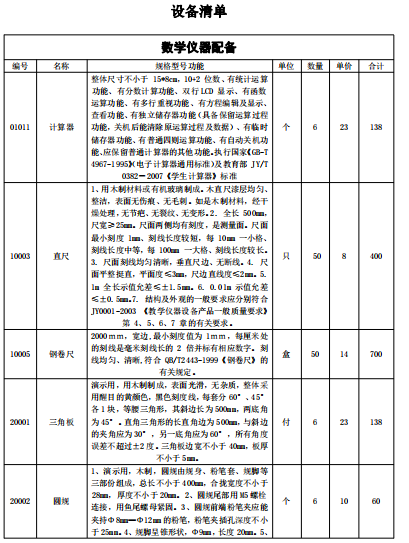 设备清单
数学仪器配备
编号 名称 规格型号功能 单位 数量 单价 合计
整体尺寸不小于 15*8cm,10+2 位数、有统计运算
功能、有分数计算功能、双行LCD 显示、有函数
运算功能、有多行重视功能、有方程编辑及显示、
查看功能、有独立储存器功能(具备保留运算过程
功能,关机后能清除原运算过程及数据)、有临时
储存器功能、有普通四则运算功能、有自动关机功
能、应保留普通计算器的其他功能。执行国家《GB-T
4967-1995》《电子计算器通用标准》及教育部 JY/T
0382—2007《学生计算器》标准
01011 计算器 个 6 23 138
1、用木制材料或有机玻璃制成。木直尺漆层均匀、
整洁,表面无伤痕、无毛刺。如是木制材料,经干
燥处理,无节疤、无裂纹、无变形。2. 全长 500mm,
尺宽≥25mm。尺面两侧均有刻度,是测量面。尺面
最小刻度 1mm、刻线长度较短,每 10mm 一小格、
刻线长度中等,每 100mm 一大格、刻线长度较长。
3. 尺面刻线均匀清晰,垂直尺边、无断线。4. 尺
面平整挺直,平面度≤3mm,尺边直线度≤2mm。5.
1m 全长示值允差≤±1.5mm。6. 0.01m 示值允差
≤±0.5mm。7. 结构及外观的一般要求应分别符合
JY0001-2003 《教学仪器设备产品一般质量要求》
第 4、5、6、7 章的有关要求。
10003 直尺 只 50 8 400
2000mm,宽边,最小刻度值为 1mm,每厘米处
的刻线是毫米刻线长的 2 倍并标有相应数字。刻
线均匀、清晰,符合 QB/T2443-1999《钢卷尺》的
有关规定。
10005 钢卷尺 盒 50 14 700
演示用,用木制制成,表面光滑,无杂质,整体采
用醒目的黄颜色,黑色刻度线,每套分 60°、45°
各 1 块,等腰三角形,其斜边长为 500mm,两底角
为 45°。直角三角形的长直角边为 500mm,与斜边
的夹角应为 30°,另一底角应为 60°,所有角度
误差不超过±2 度。三角板边宽不小于 40mm,板厚
不小于 5mm。
20001 三角板 付 6 23 138
1、演示用,木制,圆规由规身、粉笔套、规脚等
三部份组成,总长不小于 400mm,合拢宽度不小于
28mm,厚度不小于 20mm。2、圆规尾部用 M5 螺栓
连接,用鱼尾螺母紧固。3、圆规前端粉笔夹应能
夹持Φ8mm—Φ12mm 的粉笔,粉笔夹插孔深度不小
于 25mm。4、规脚呈锥形状,Φ9mm,长度 20mm。5、
20002 圆规 个 6 10 60